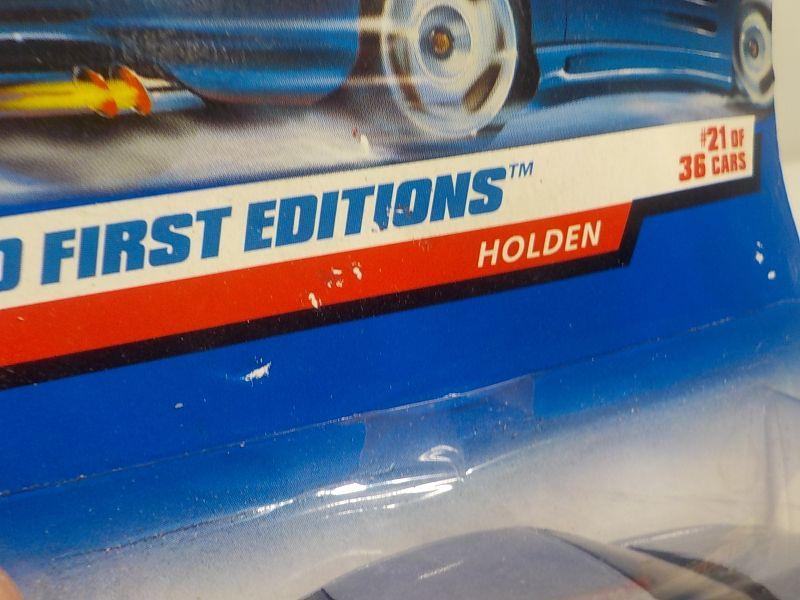 FIRST EDITIONS™
#21 OF
36 CARS
HOLDEN